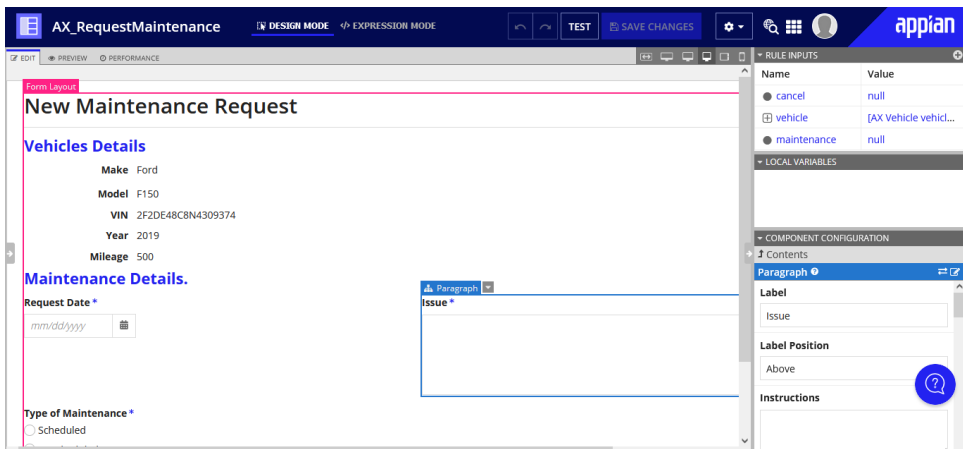 AX_RequestMaintenance
DESIGN MODE
</> EXPRESSION MODE
TEST
SAVE CHANGES
appian
EDIT
PREVIEW
PERFORMANCE
Form Layout
New Maintenance Request
Vehicles Details
Make Ford
Model F150
VIN 2F2DE48C8N4309374
Year 2019
Mileage 500
Maintenance Details.
Request Date *
mm/dd/yyyy
Paragraph
Issue *
Type of Maintenance *
Scheduled
RULE INPUTS
Name Value
cancel null
vehicle [AX Vehicle vehicl...
maintenance null
LOCAL VARIABLES
COMPONENT CONFIGURATION
Contents
Paragraph
Label
Issue
Label Position
Above
Instructions